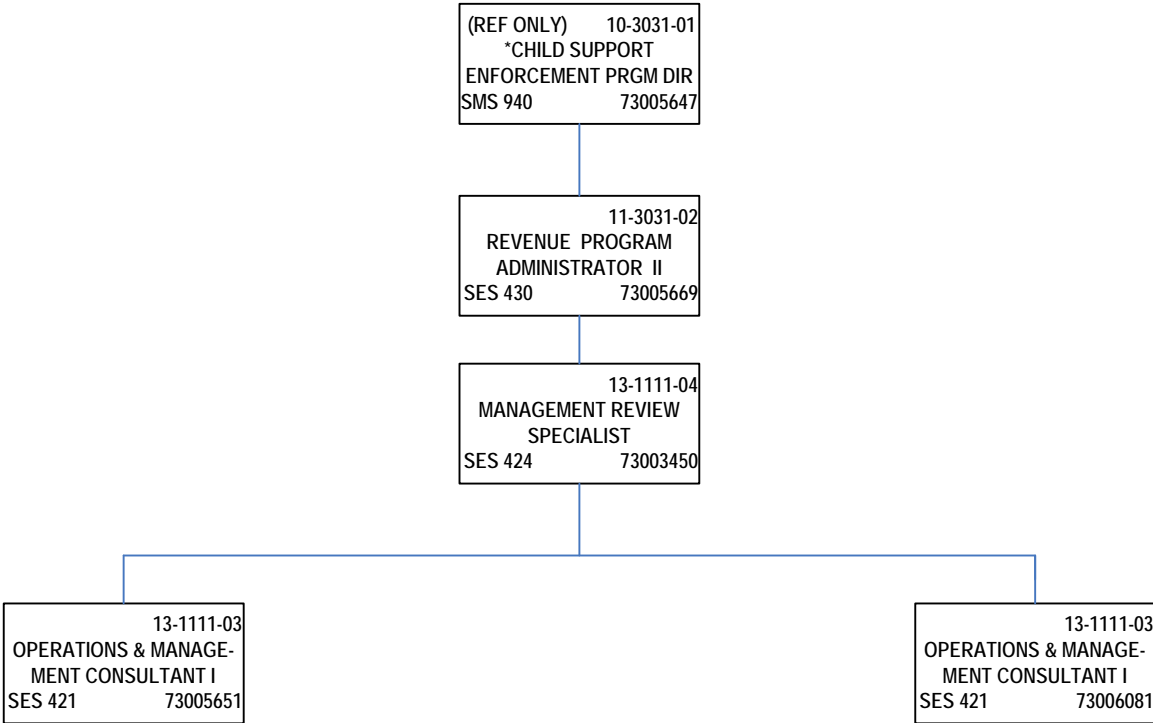 (REF ONLY) 10-3031-01
*CHILD SUPPORT
ENFORCEMENT PRGM DIR
SMS 940 73005647
11-3031-02
REVENUE PROGRAM
ADMINISTRATOR II
SES 430 73005669
13-1111-04
MANAGEMENT REVIEW
SPECIALIST
SES 424 73003450
13-1111-03
OPERATIONS & MANAGE-
MENT CONSULTANT I
SES 421 73005651
13-1111-03
OPERATIONS & MANAGE-
MENT CONSULTANT I
SES 421 73006081